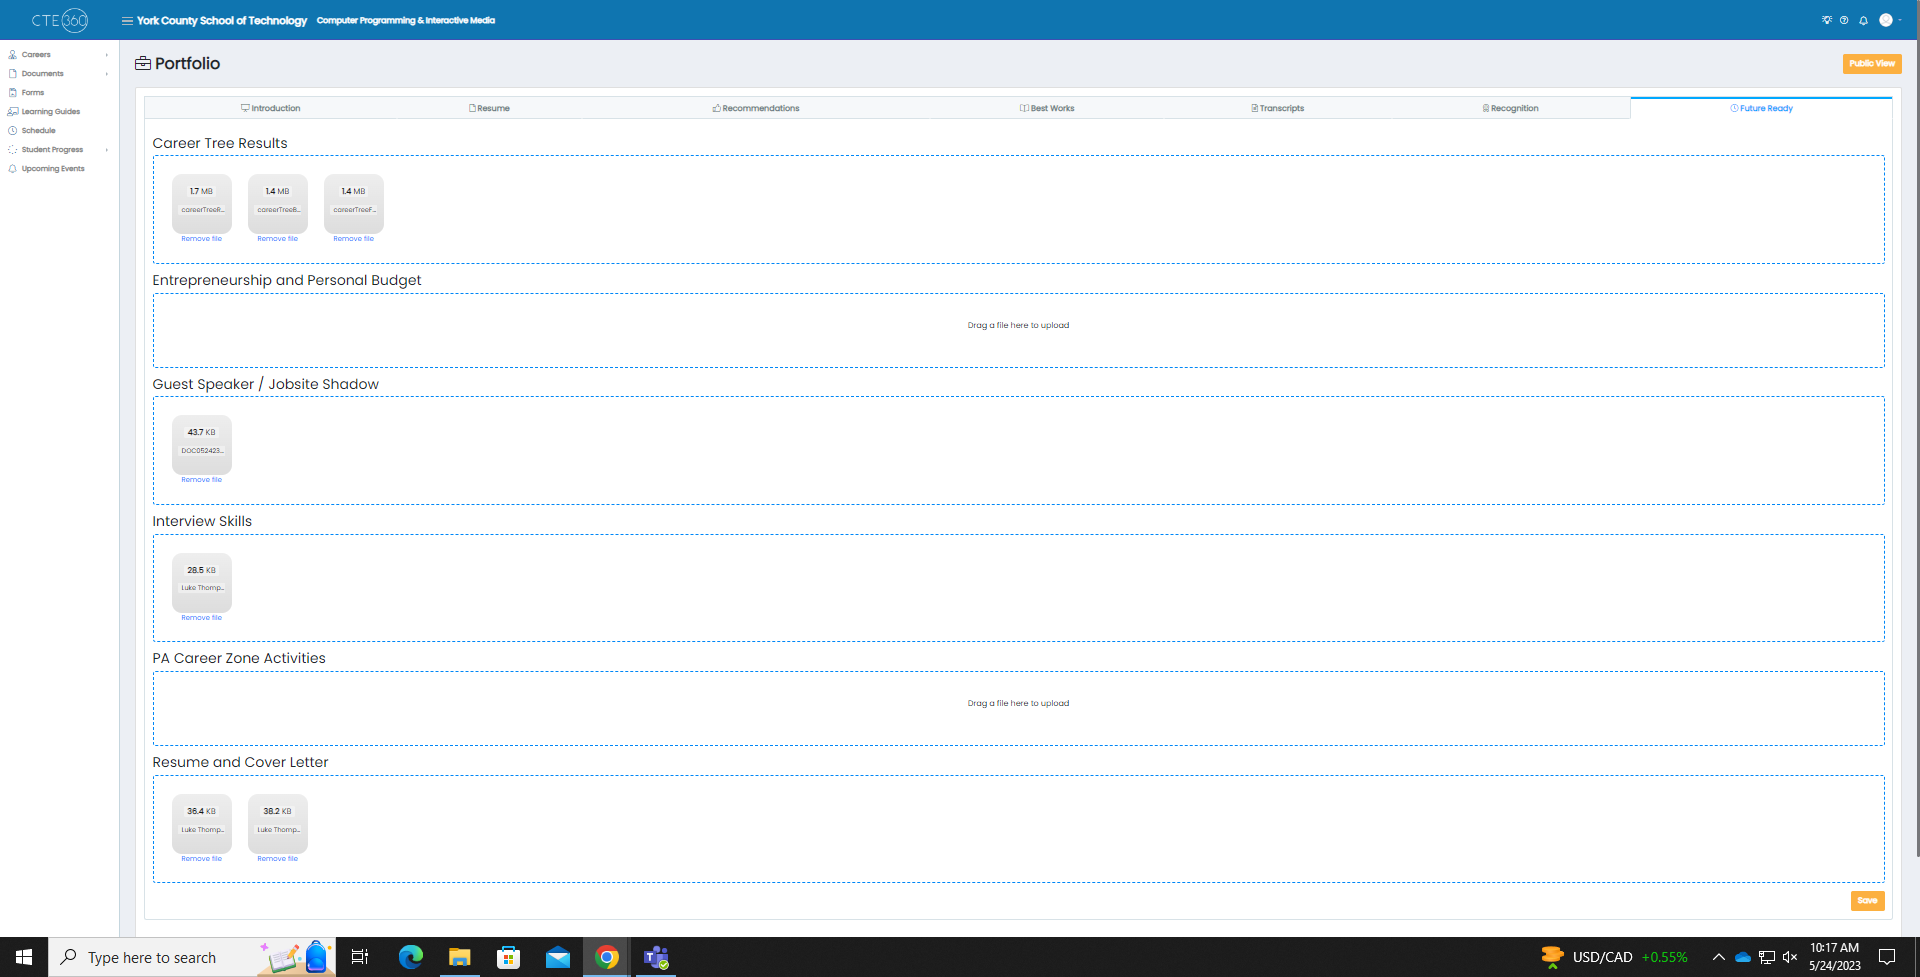 CTE 360
York County School of Technology Computer Programming & Interactive Media
Careers
Documents
Forms
Learning Guides
Schedule
Student Progress
Upcoming Events
Portfolio
Public View
Introduction Resume Recommendations Best Works Transcripts Recognition Future Ready
Career Tree Results
1.7 MB 1.4 MB 1.4 MB
careerTreeR... careerTreeB... careerTreeF...
Remove file Remove file Remove file
Entrepreneurship and Personal Budget
Drag a file here to upload
Guest Speaker / Jobsite Shadow
43.7 KB
DOC052423...
Remove file
Interview Skills
28.5 KB
Luke Thomp...
Remove file
PA Career Zone Activities
Drag a file here to upload
Resume and Cover Letter
36.4 KB 38.2 KB
Luke Thomp... Luke Thomp...
Remove file Remove file
Save
Type here to search
USD/CAD +0.55%
10:17 AM
5/24/2023